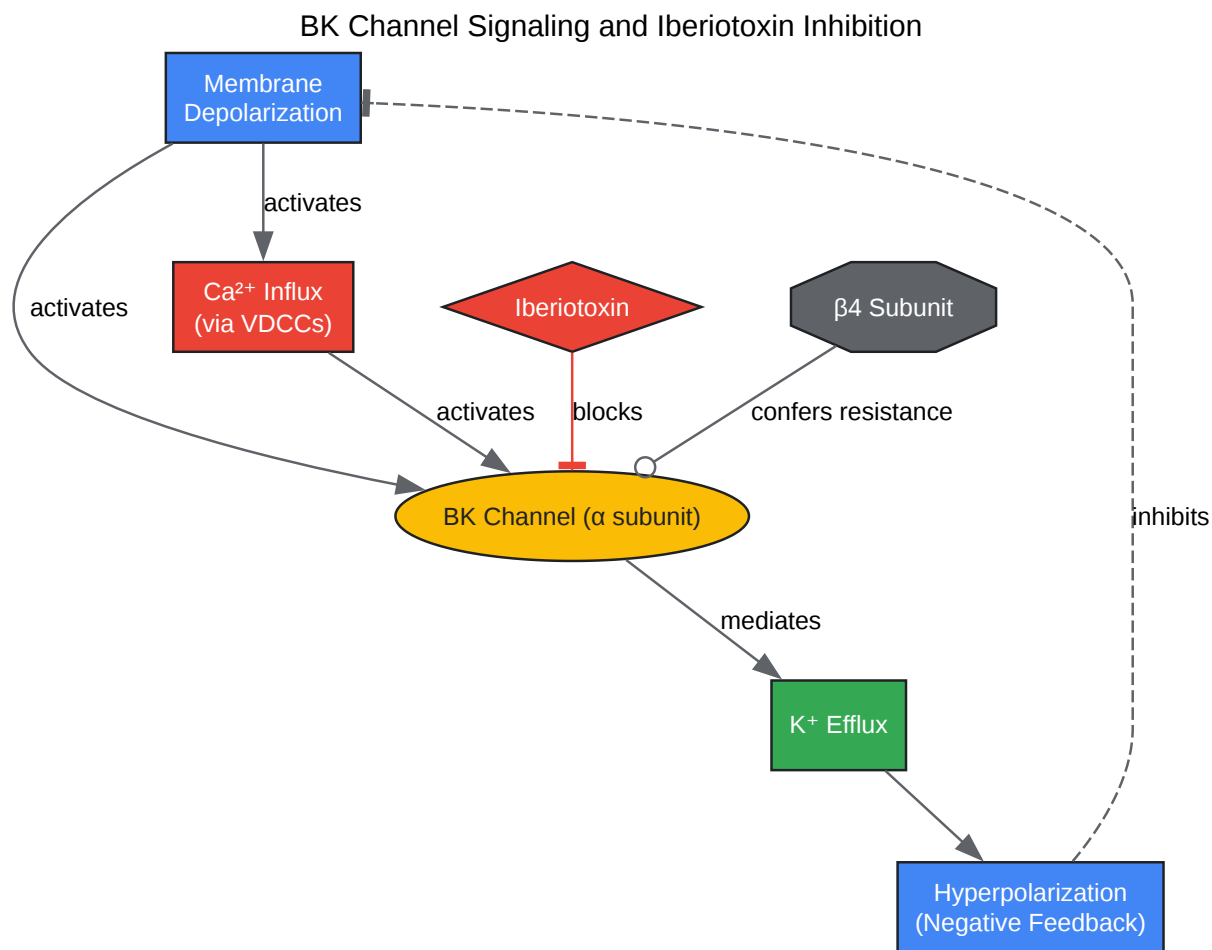 BK Channel Signaling and Iberiotoxin Inhibition
Membrane
Depolarization
activates
Ca²⁺ Influx
(via VDCCs)
Iberiotoxin
β4 Subunit
activates
activates
blocks
confers resistance
BK Channel (α subunit)
inhibits
mediates
K⁺ Efflux
Hyperpolarization
(Negative Feedback)